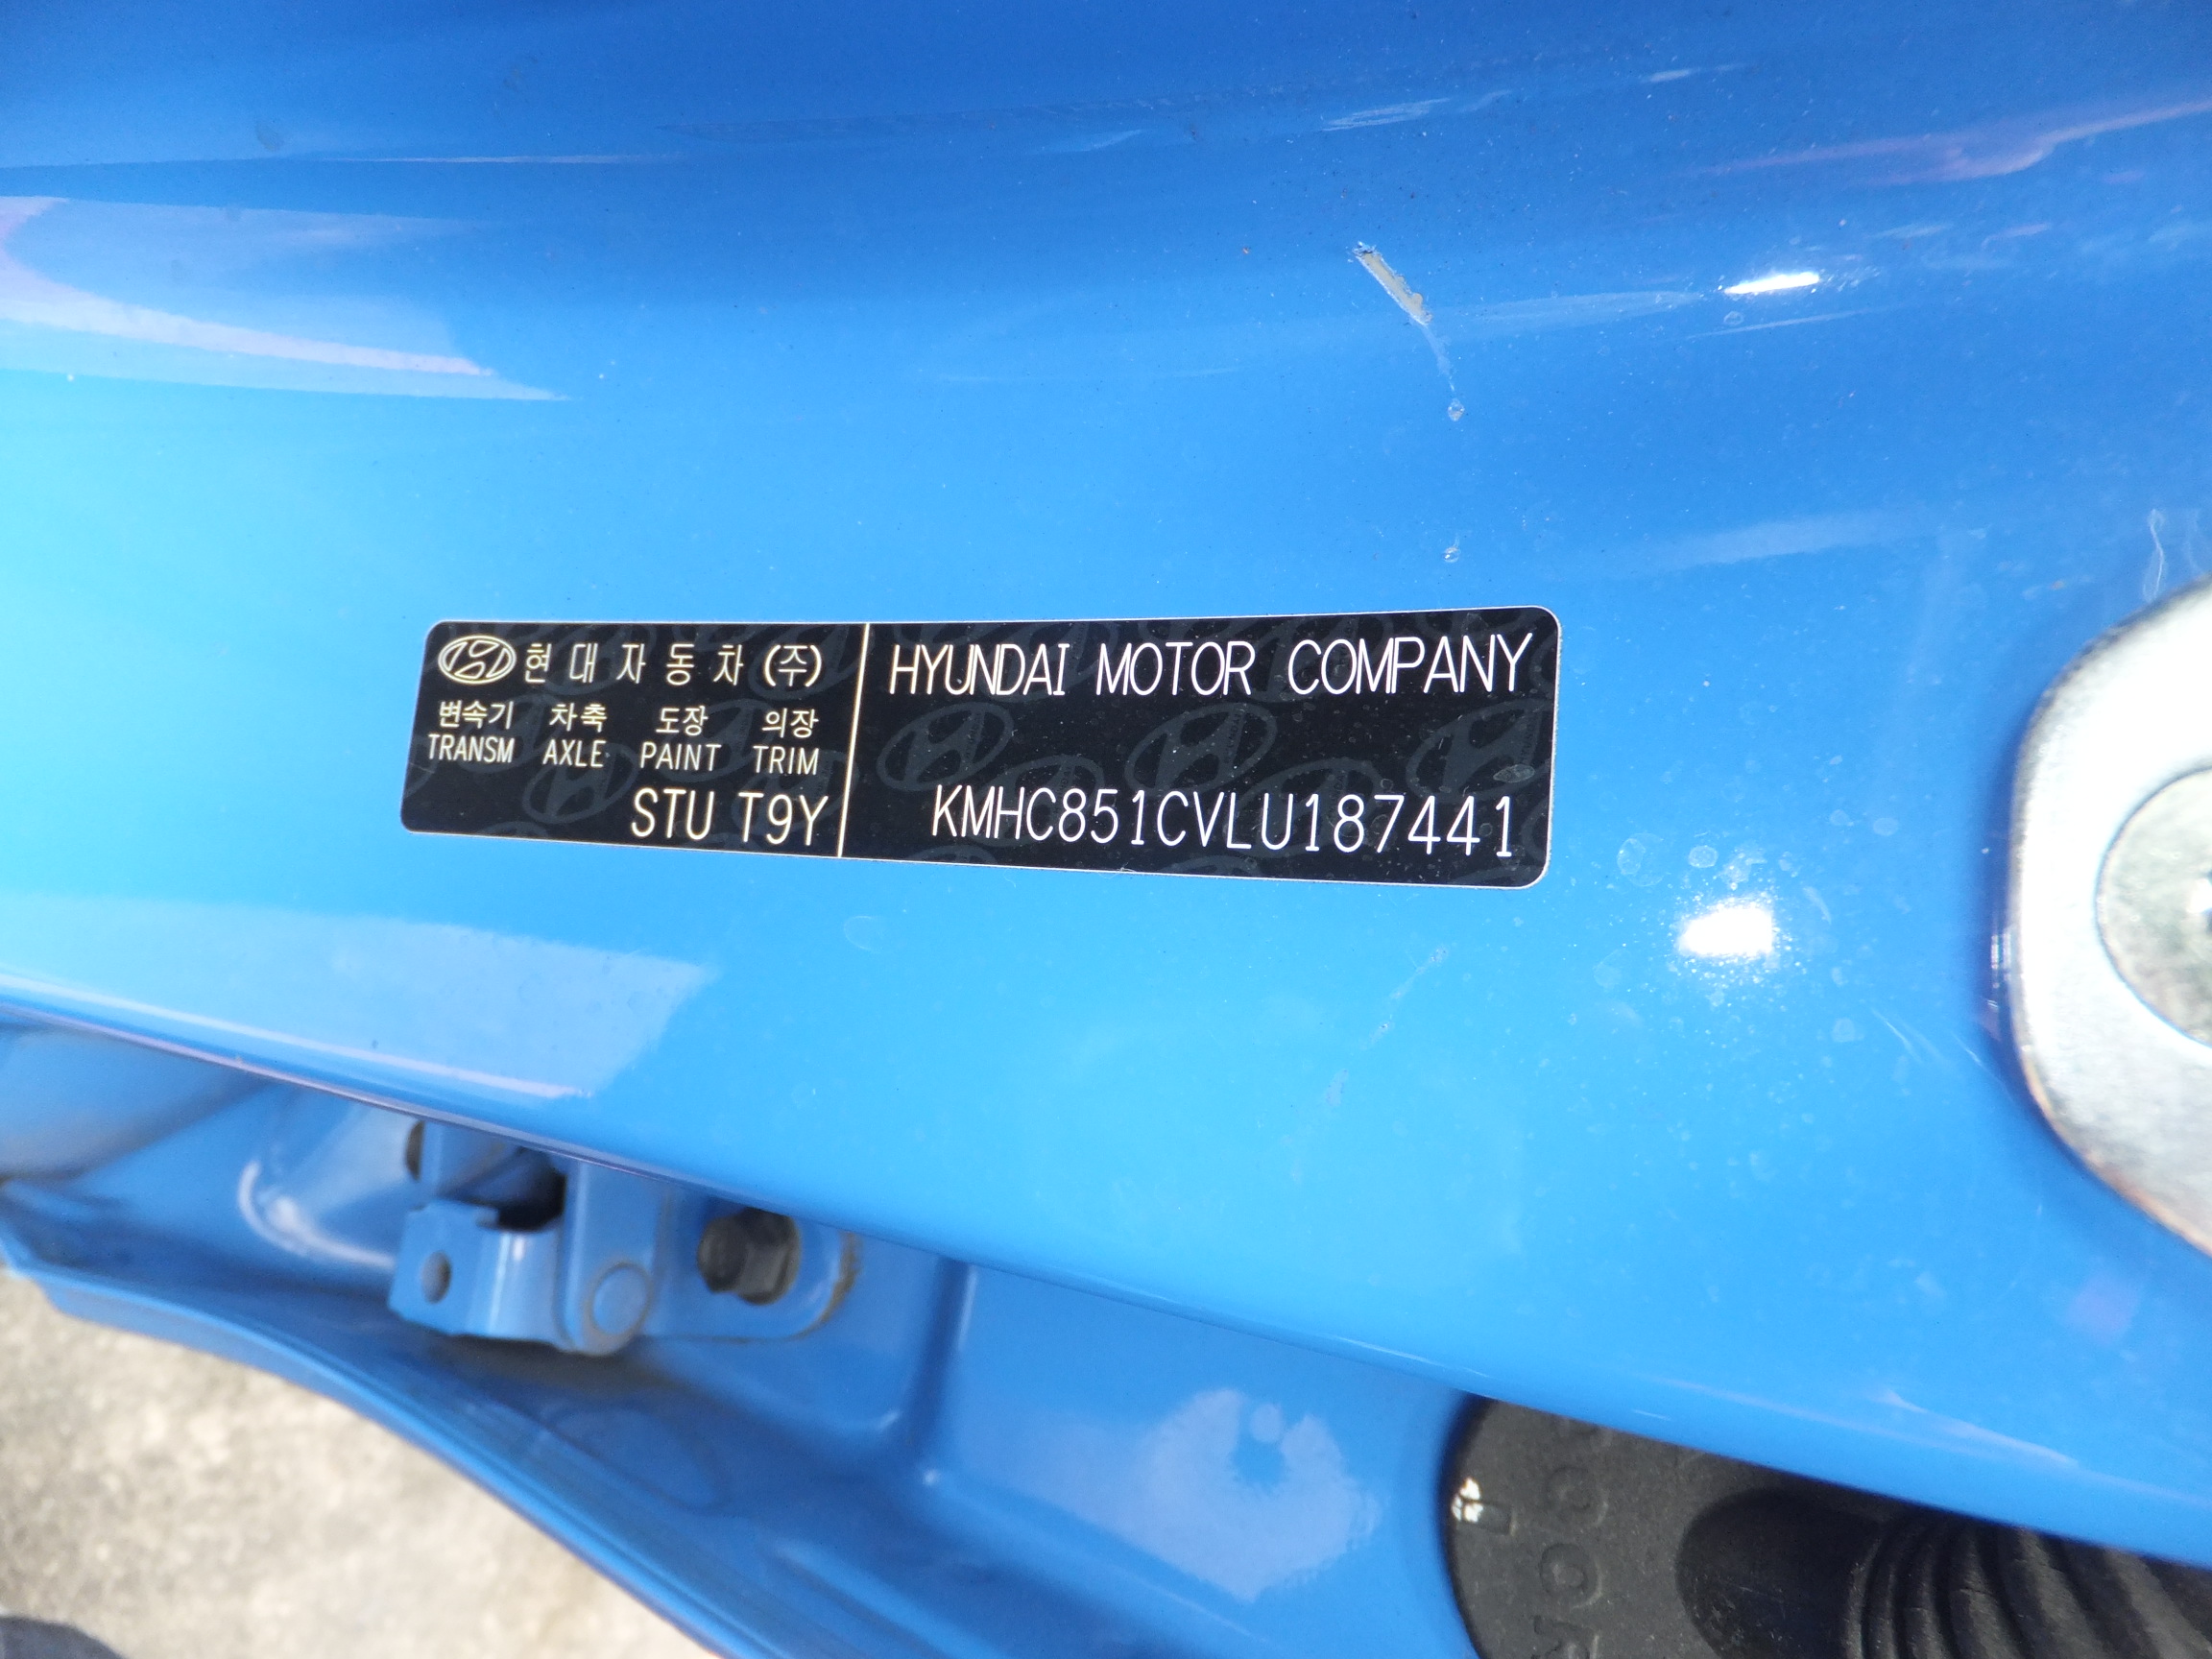 현대자동차(주)
변속기 차축 도장 의장
TRANSM AXLE PAINT TRIM
STU T9Y
HYUNDAI MOTOR COMPANY
KMHC851CVLU187441
DOOR